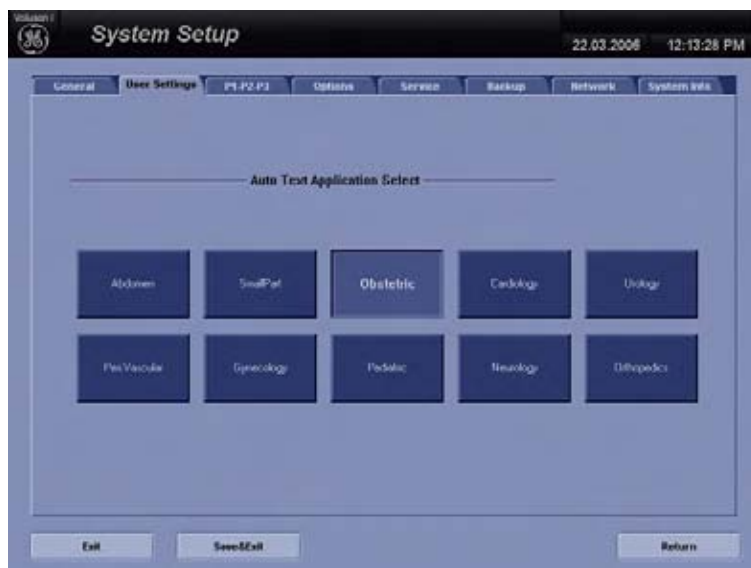 Voluson i
System Setup
22.03.2006 12:13:28 PM
General User Settings P1-P2-P3 Options Service Backup Network System Info
Auto Text Application Select
Abdomen SmallPart Obstetric Cardiology Urology
Peri.Vascular Gynecology Pediatric Neurology Orthopedics
Exit Save&Exit Return